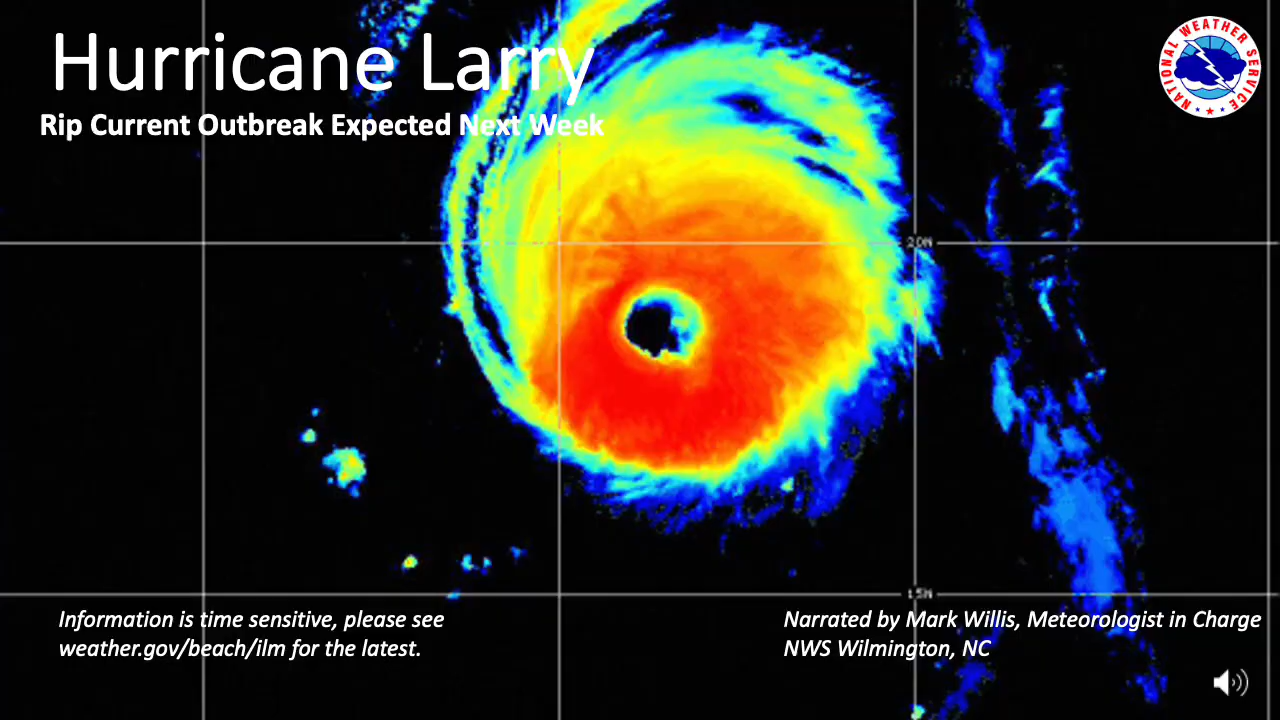 Hurricane Larry
Rip Current Outbreak Expected Next Week
NATIONAL WEATHER SERVICE
20N
15N
Information is time sensitive, please see
weather.gov/beach/ilm for the latest.
Narrated by Mark Willis, Meteorologist in Charge
NWS Wilmington, NC